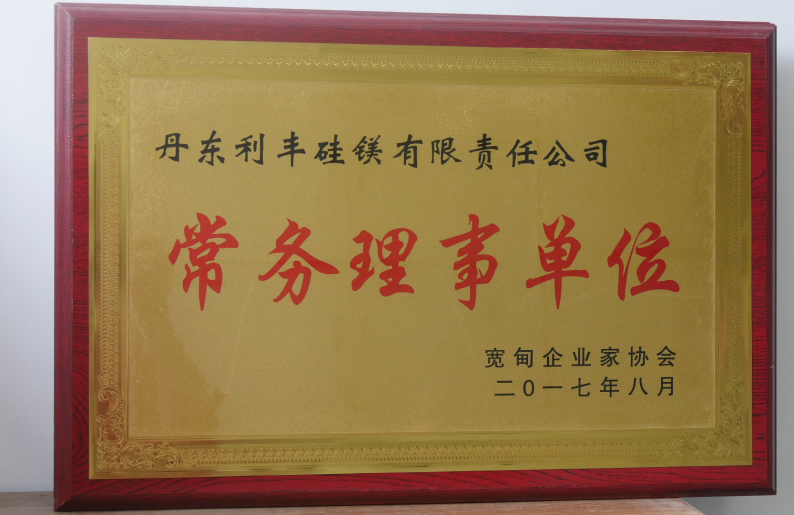 丹东利丰硅镁有限责任公司
常务理事单位
宽甸企业家协会
二0一七年八月